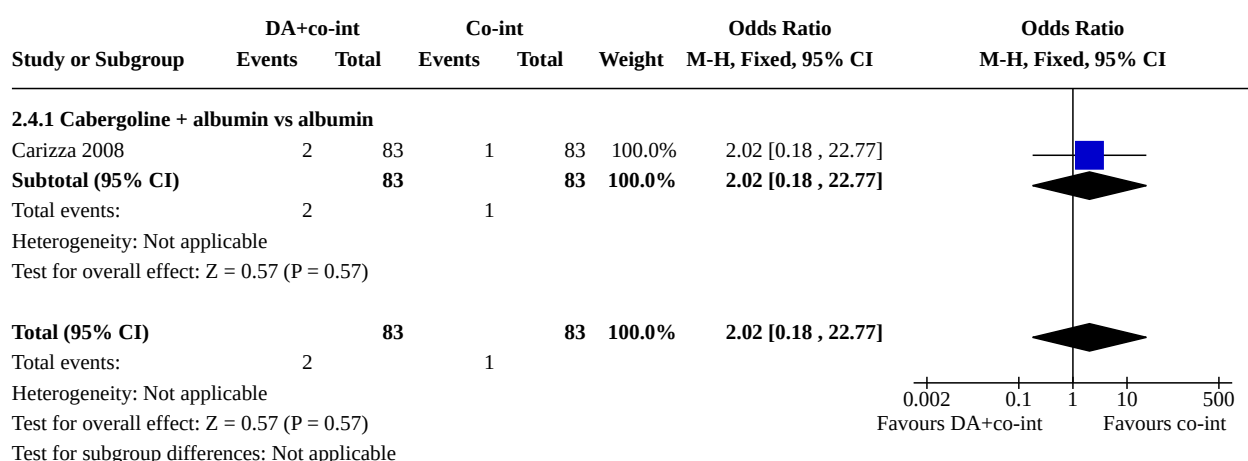 DA+co-int Co-int Odds Ratio Odds Ratio
Study or Subgroup Events Total Events Total Weight M-H, Fixed, 95% CI M-H, Fixed, 95% CI
2.4.1 Cabergoline + albumin vs albumin
Carizza 2008 2 83 1 83 100.0% 2.02 [0.18 , 22.77]
Subtotal (95% CI) 83 83 100.0% 2.02 [0.18 , 22.77]
Total events: 2 1
Heterogeneity: Not applicable
Test for overall effect: Z = 0.57 (P = 0.57)
Total (95% CI) 83 83 100.0% 2.02 [0.18 , 22.77]
Total events: 2 1
Heterogeneity: Not applicable
0.002 0.1 1 10 500
Test for overall effect: Z = 0.57 (P = 0.57) Favours DA+co-int Favours co-int
Test for subgroup differences: Not applicable